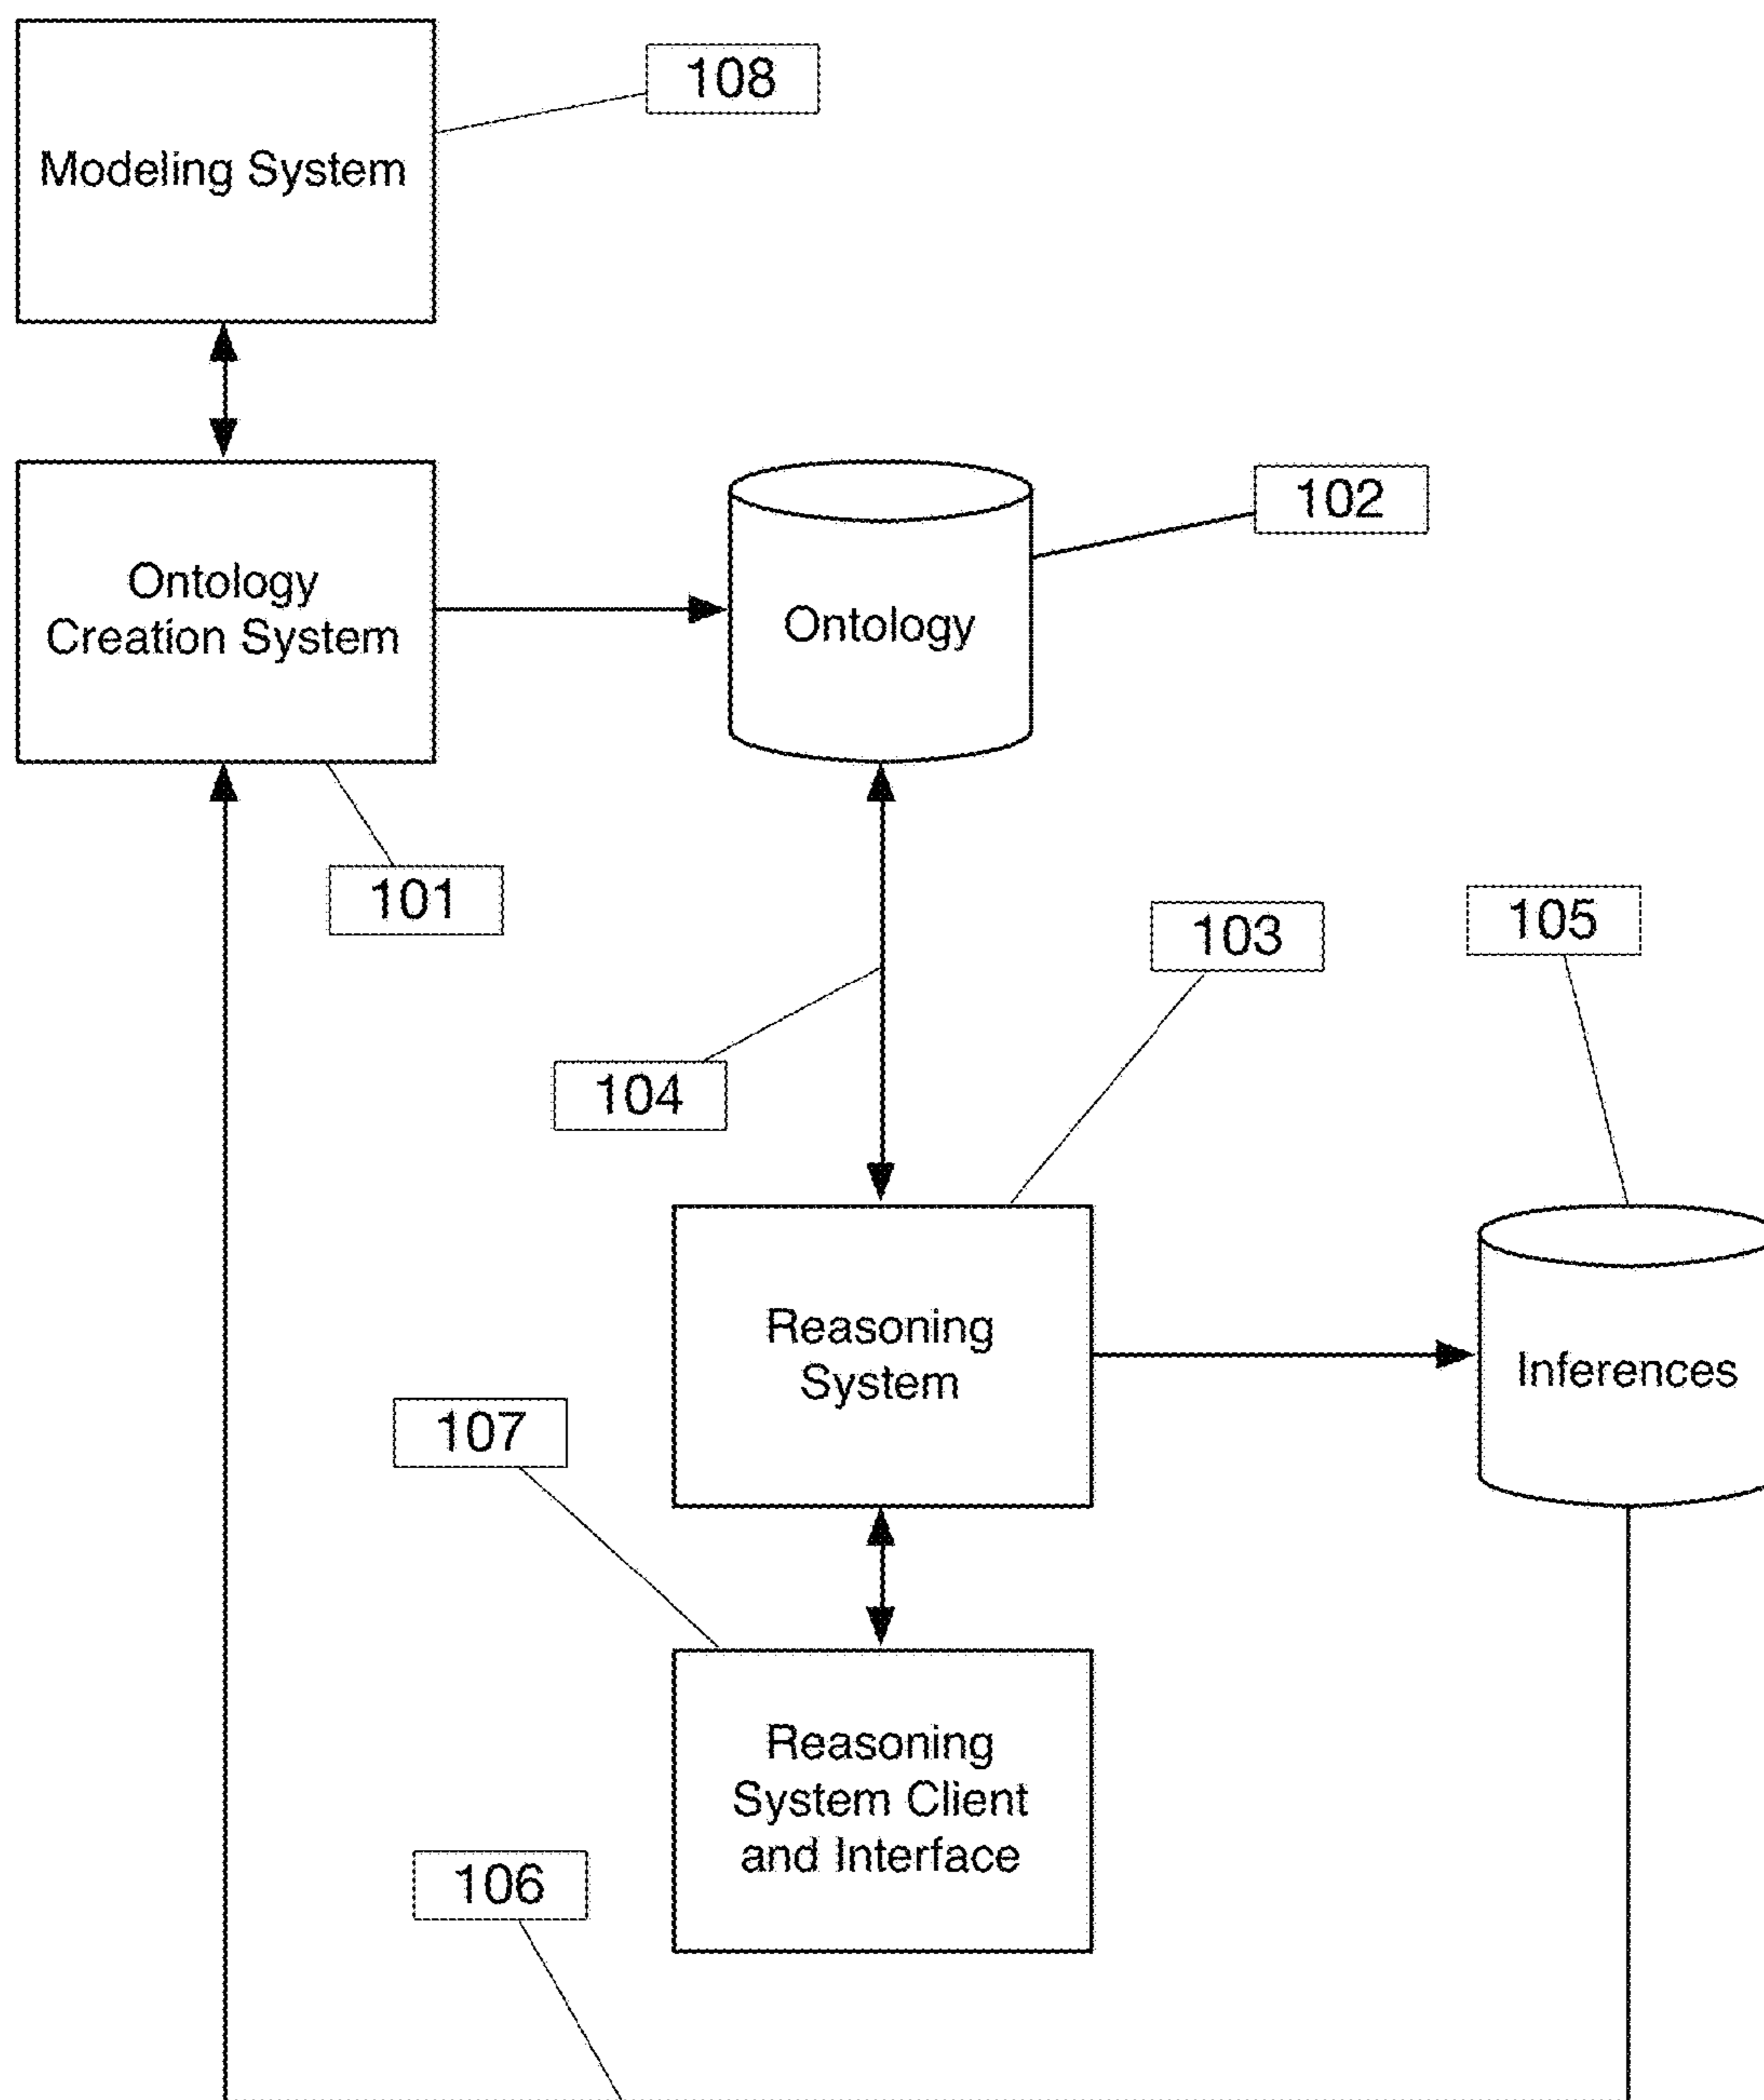 108
Modeling System
102
Ontology
Creation System
Ontology
101
103
105
104
Reasoning
System
Inferences
107
Reasoning
System Client
and Interface
106